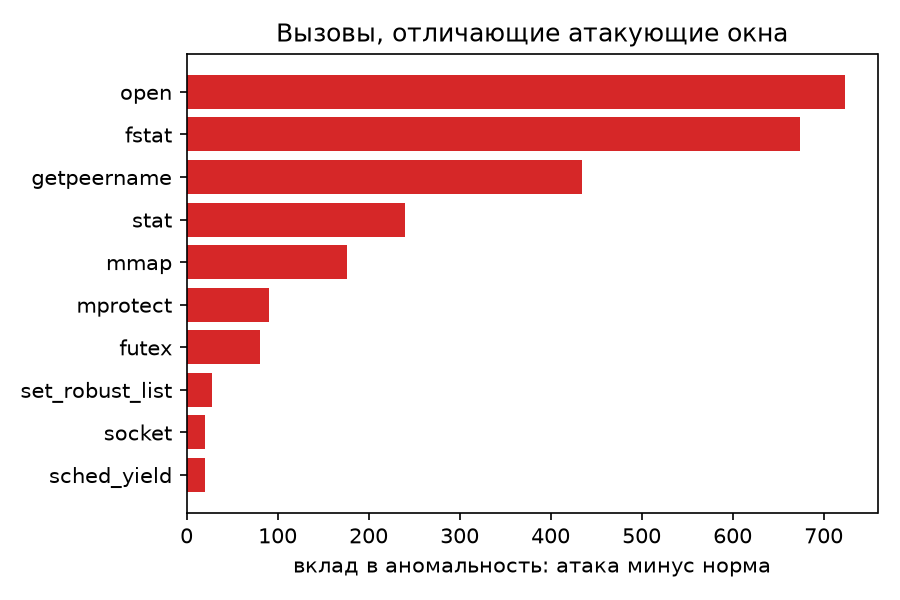 Вызовы, отличающие атакующие окна
open
fstat
getpeername
stat
mmap
mprotect
futex
set_robust_list
socket
sched_yield
0 100 200 300 400 500 600 700
вклад в аномальность: атака минус норма